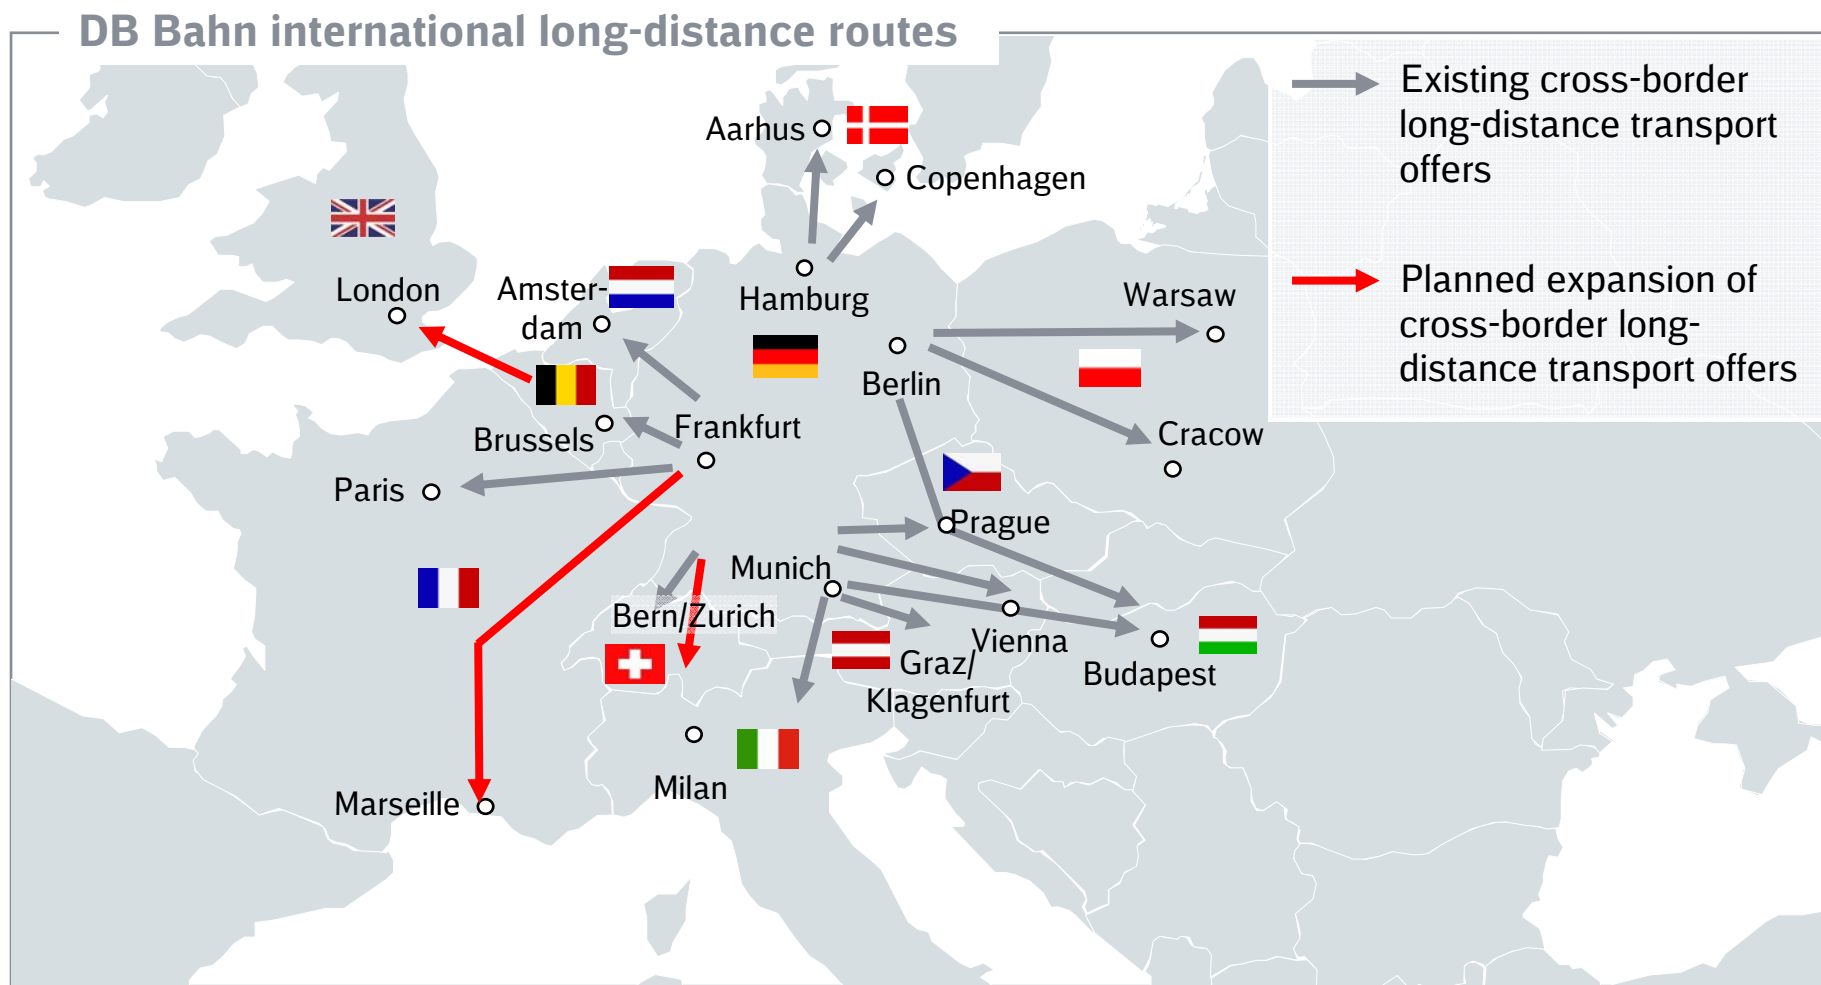 DB Bahn international long-distance routes
Existing cross-border
long-distance transport
offers
Planned expansion of
cross-border long-
distance transport offers
Aarhus
Copenhagen
Hamburg
London
Amster-
dam
Warsaw
Berlin
Brussels
Frankfurt
Cracow
Paris
Prague
Munich
Bern/Zurich
Vienna
Graz/
Klagenfurt
Budapest
Milan
Marseille